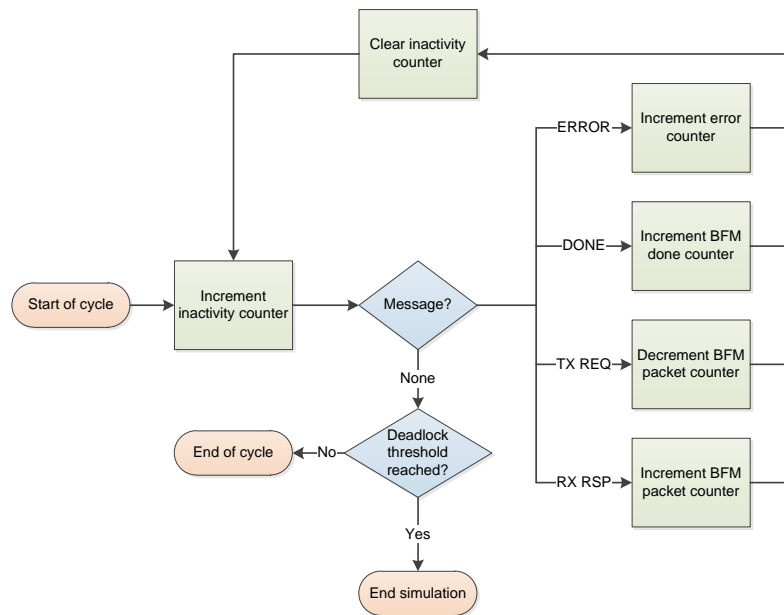 Clear inactivity
counter
ERROR
Increment error
counter
DONE
Increment BFM
done counter
Start of cycle
Increment
inactivity counter
Message?
TX REQ
Decrement BFM
packet counter
None
End of cycle
No
Deadlock
threshold
reached?
RX RSP
Increment BFM
packet counter
Yes
End simulation